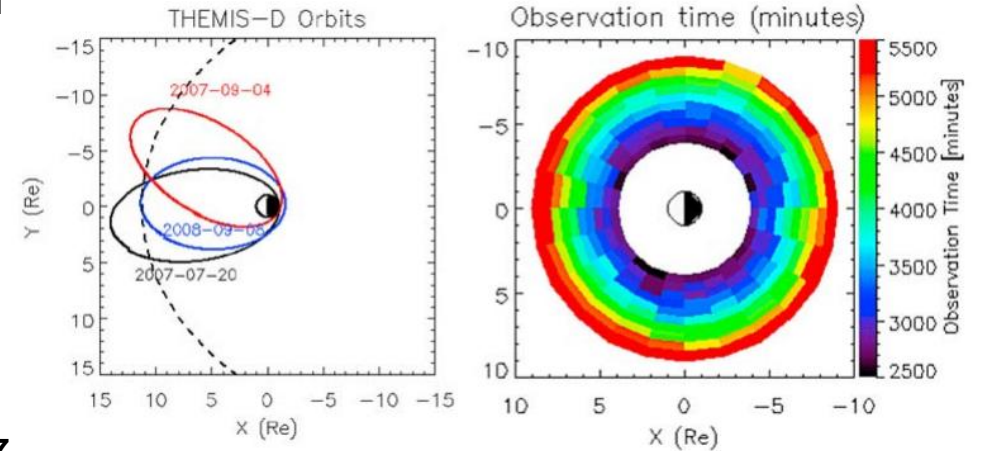 THEMIS-D Orbits
-15
-10
-5
0
5
10
15
Y (Re)
2007-09-04
2008-09-08
2007-07-20
15 10 5 0 -5 -10 -15
X (Re)
Observation time (minutes)
-10
-5
0
5
10
10 5 0 -5 -10
X (Re)
5500
5000
4500
4000
3500
3000
2500
Observation Time [minutes]